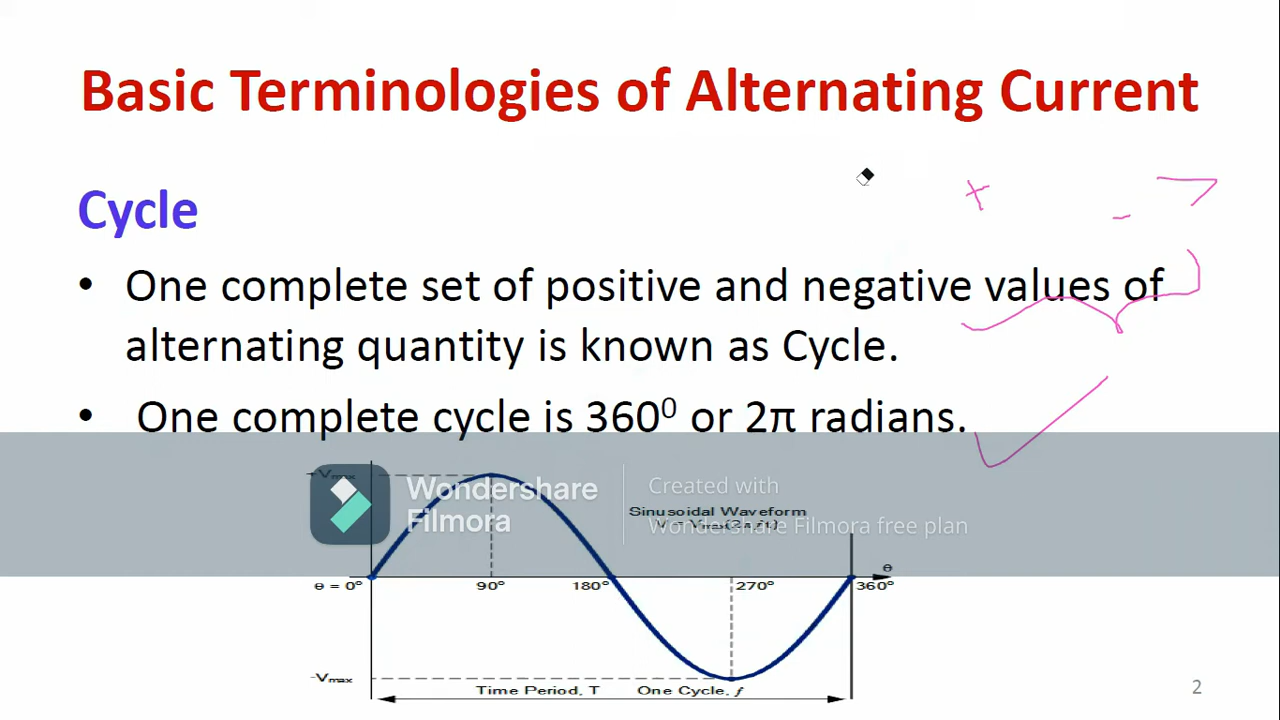 Basic Terminologies of Alternating Current
+
-
Cycle
• One complete set of positive and negative values of
alternating quantity is known as Cycle.
• One complete cycle is 360⁰ or 2π radians.
Wondershare
Filmora
Created with
Wondershare Filmora free plan
Sinusoidal Waveform
θ
θ = 0°
90°
180°
270°
360°
-Vmax
Time Period, T One Cycle, ƒ
2